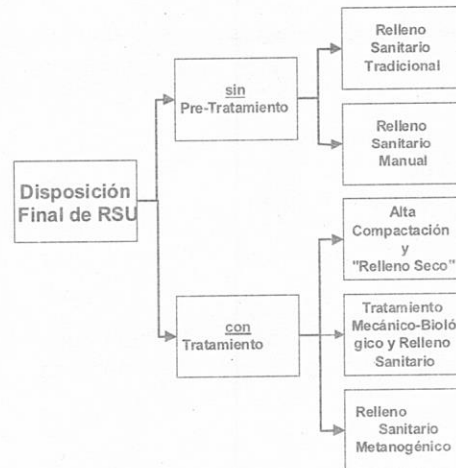 Disposición
Final de RSU
sin
Pre-Tratamiento
Relleno
Sanitario
Tradicional
Relleno
Sanitario
Manual
con
Tratamiento
Alta
Compactación
y
"Relleno Seco"
Tratamiento
Mecánico-Bioló
gico y Relleno
Sanitario
Relleno
Sanitario
Metanogénico